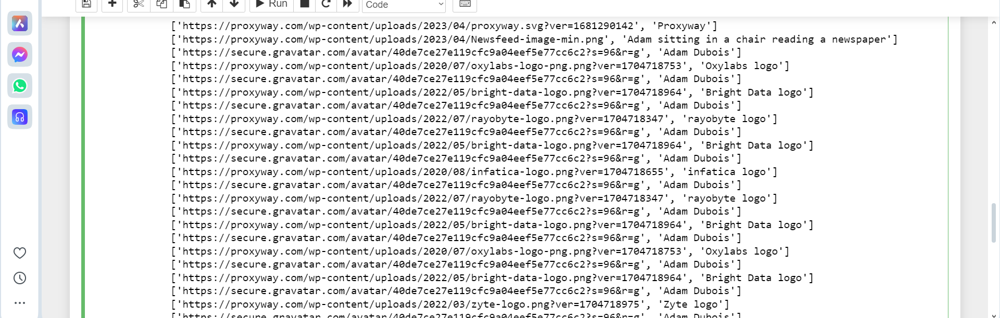 Run
Code
['https://proxyway.com/wp-content/uploads/2023/04/proxyway.svg?ver=1681290142', 'Proxyway']
['https://proxyway.com/wp-content/uploads/2023/04/Newsfeed-image-min.png', 'Adam sitting in a chair reading a newspaper']
['https://secure.gravatar.com/avatar/40de7ce27e119cfc9a04eef5e77cc6c2?s=96&r=g', 'Adam Dubois']
['https://proxyway.com/wp-content/uploads/2020/07/oxylabs-logo-png.png?ver=1704718753', 'Oxylabs logo']
['https://secure.gravatar.com/avatar/40de7ce27e119cfc9a04eef5e77cc6c2?s=96&r=g', 'Adam Dubois']
['https://proxyway.com/wp-content/uploads/2022/05/bright-data-logo.png?ver=1704718964', 'Bright Data logo']
['https://secure.gravatar.com/avatar/40de7ce27e119cfc9a04eef5e77cc6c2?s=96&r=g', 'Adam Dubois']
['https://proxyway.com/wp-content/uploads/2022/07/rayobyte-logo.png?ver=1704718347', 'rayobyte logo']
['https://secure.gravatar.com/avatar/40de7ce27e119cfc9a04eef5e77cc6c2?s=96&r=g', 'Adam Dubois']
['https://proxyway.com/wp-content/uploads/2022/05/bright-data-logo.png?ver=1704718964', 'Bright Data logo']
['https://secure.gravatar.com/avatar/40de7ce27e119cfc9a04eef5e77cc6c2?s=96&r=g', 'Adam Dubois']
['https://proxyway.com/wp-content/uploads/2020/08/infatica-logo.png?ver=1704718655', 'infatica logo']
['https://secure.gravatar.com/avatar/40de7ce27e119cfc9a04eef5e77cc6c2?s=96&r=g', 'Adam Dubois']
['https://proxyway.com/wp-content/uploads/2022/07/rayobyte-logo.png?ver=1704718347', 'rayobyte logo']
['https://secure.gravatar.com/avatar/40de7ce27e119cfc9a04eef5e77cc6c2?s=96&r=g', 'Adam Dubois']
['https://proxyway.com/wp-content/uploads/2022/05/bright-data-logo.png?ver=1704718964', 'Bright Data logo']
['https://secure.gravatar.com/avatar/40de7ce27e119cfc9a04eef5e77cc6c2?s=96&r=g', 'Adam Dubois']
['https://proxyway.com/wp-content/uploads/2020/07/oxylabs-logo-png.png?ver=1704718753', 'Oxylabs logo']
['https://secure.gravatar.com/avatar/40de7ce27e119cfc9a04eef5e77cc6c2?s=96&r=g', 'Adam Dubois']
['https://proxyway.com/wp-content/uploads/2022/05/bright-data-logo.png?ver=1704718964', 'Bright Data logo']
['https://secure.gravatar.com/avatar/40de7ce27e119cfc9a04eef5e77cc6c2?s=96&r=g', 'Adam Dubois']
['https://proxyway.com/wp-content/uploads/2022/03/zyte-logo.png?ver=1704718975', 'Zyte logo']
['https://secure.gravatar.com/avatar/40de7ce27e119cfc9a04eef5e77cc6c2?s=96&r=g', 'Adam Dubois']